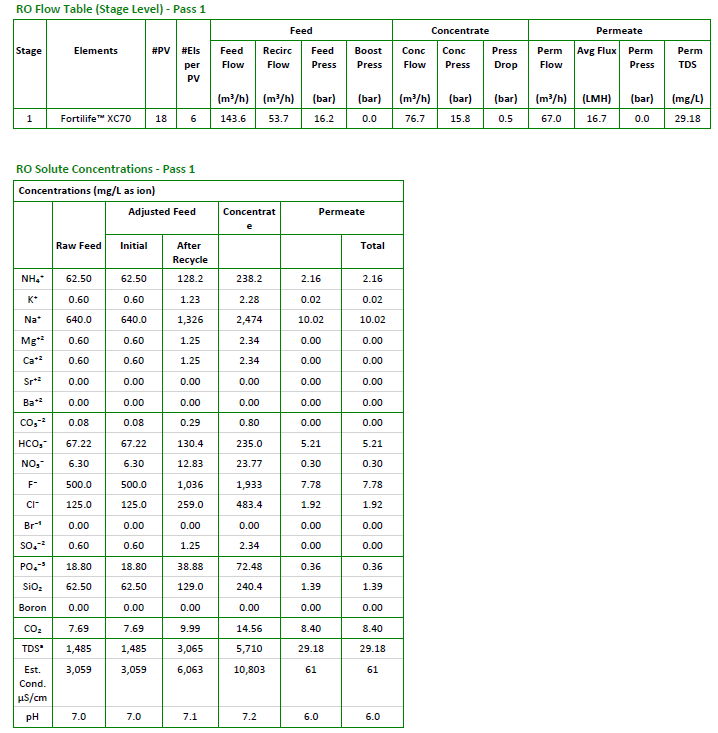 RO Flow Table (Stage Level) - Pass 1
Feed Concentrate Permeate
Stage Elements #PV #Els per PV Feed Flow Recirc Flow Feed Press Boost Press Conc Flow Conc Press Press Drop Perm Flow Avg Flux Perm Press Perm TDS
(m³/h) (m³/h) (bar) (bar) (m³/h) (bar) (bar) (m³/h) (LMH) (bar) (mg/L)
1 Fortilife™ XC70 18 6 143.6 53.7 16.2 0.0 76.7 15.8 0.5 67.0 16.7 0.0 29.18
RO Solute Concentrations - Pass 1
Concentrations (mg/L as ion)
Adjusted Feed Concentrat e Permeate
Raw Feed Initial After Recycle Total
NH₄⁺ 62.50 62.50 128.2 238.2 2.16 2.16
K⁺ 0.60 0.60 1.23 2.28 0.02 0.02
Na⁺ 640.0 640.0 1,326 2,474 10.02 10.02
Mg⁺² 0.60 0.60 1.25 2.34 0.00 0.00
Ca⁺² 0.60 0.60 1.25 2.34 0.00 0.00
Sr⁺² 0.00 0.00 0.00 0.00 0.00 0.00
Ba⁺² 0.00 0.00 0.00 0.00 0.00 0.00
CO₃⁻² 0.08 0.08 0.29 0.80 0.00 0.00
HCO₃⁻ 67.22 67.22 130.4 235.0 5.21 5.21
NO₃⁻ 6.30 6.30 12.83 23.77 0.30 0.30
F⁻ 500.0 500.0 1,036 1,933 7.78 7.78
Cl⁻ 125.0 125.0 259.0 483.4 1.92 1.92
Br⁻¹ 0.00 0.00 0.00 0.00 0.00 0.00
SO₄⁻² 0.60 0.60 1.25 2.34 0.00 0.00
PO₄⁻³ 18.80 18.80 38.88 72.48 0.36 0.36
SiO₂ 62.50 62.50 129.0 240.4 1.39 1.39
Boron 0.00 0.00 0.00 0.00 0.00 0.00
CO₂ 7.69 7.69 9.99 14.56 8.40 8.40
TDSᵃ 1,485 1,485 3,065 5,710 29.18 29.18
Est. Cond. µS/cm 3,059 3,059 6,063 10,803 61 61
pH 7.0 7.0 7.1 7.2 6.0 6.0